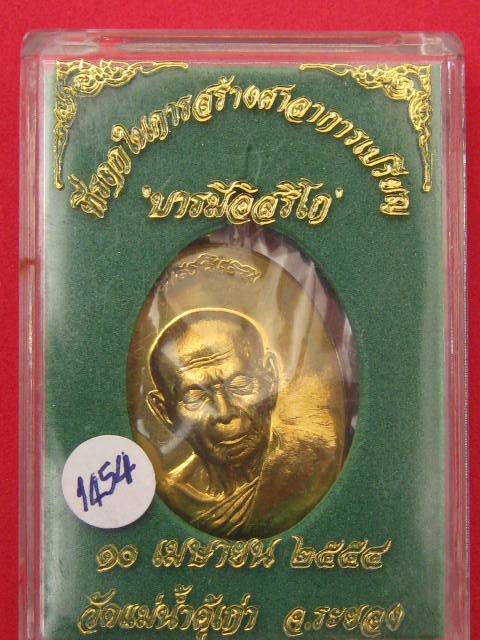 ที่ระลึกในการสร้างศาลาการเปรียญ
'บารมีอิสริโก'
1454
๑๐ เมษายน ๒๕๕๔
วัดแม่น้ำคู้เก่า จ.ระยอง